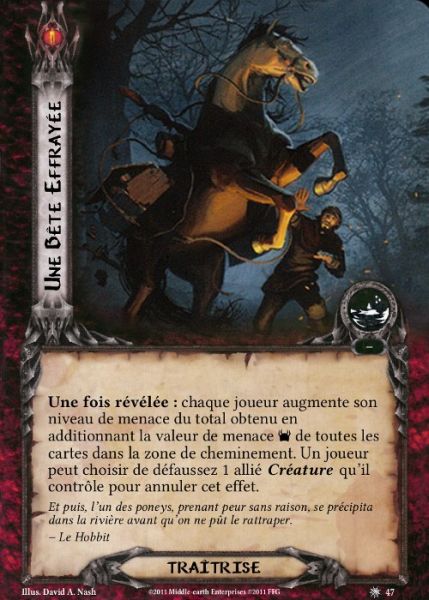 UNE BÊTE EFFRAYÉE
Une fois révélée : chaque joueur augmente son
niveau de menace du total obtenu en
additionnant la valeur de menace de toutes les
cartes dans la zone de cheminement. Un joueur
peut choisir de défaussez 1 allié Créature qu'il
contrôle pour annuler cet effet.
Et puis, l'un des poneys, prenant peur sans raison, se précipita
dans la rivière avant qu'on ne pût le rattraper.
– Le Hobbit
TRAÎTRISE
Illus. David A. Nash ©2011 Middle-earth Enterprises ©2011 FFG 47